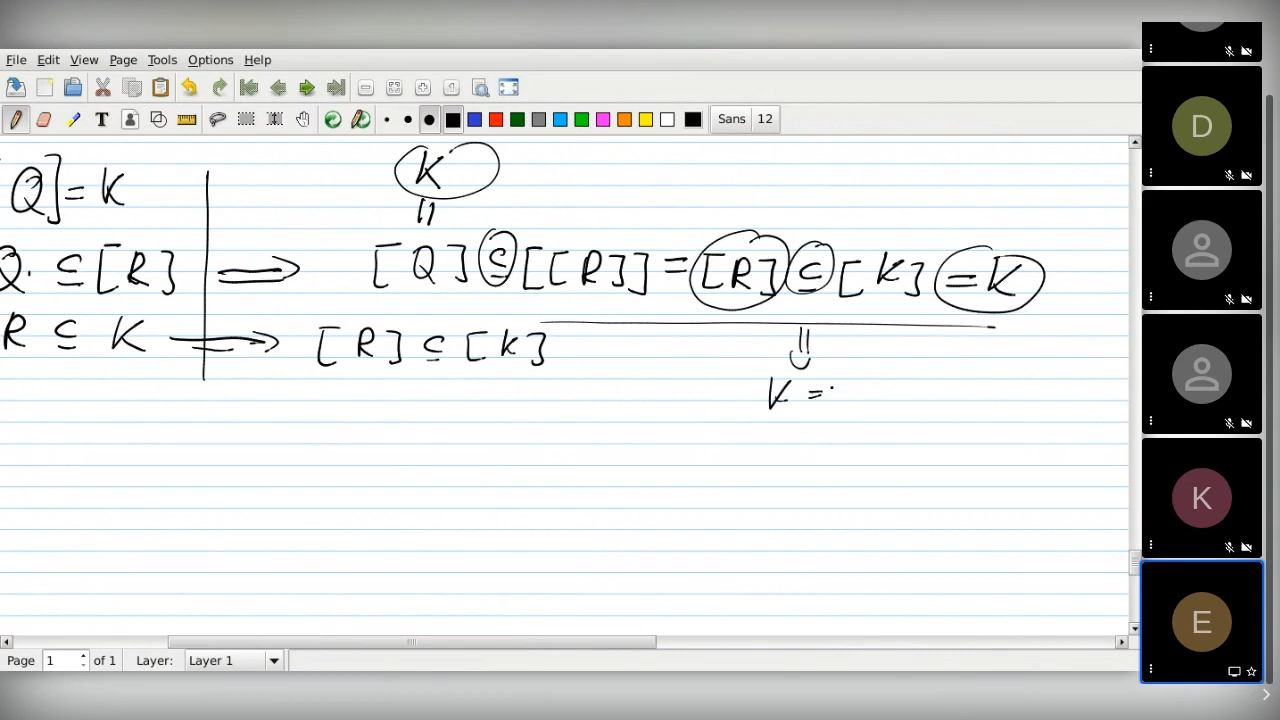 File Edit View Page Tools Options Help
Sans 12
[Q] = K
K
||
Q ⊆ [R] ⟹ [Q] ⊆ [[R]] = [R] ⊆ [K] = K
R ⊆ K ⟹ [R] ⊆ [K]
K =
D
K
E
Page 1 of 1 Layer: Layer 1